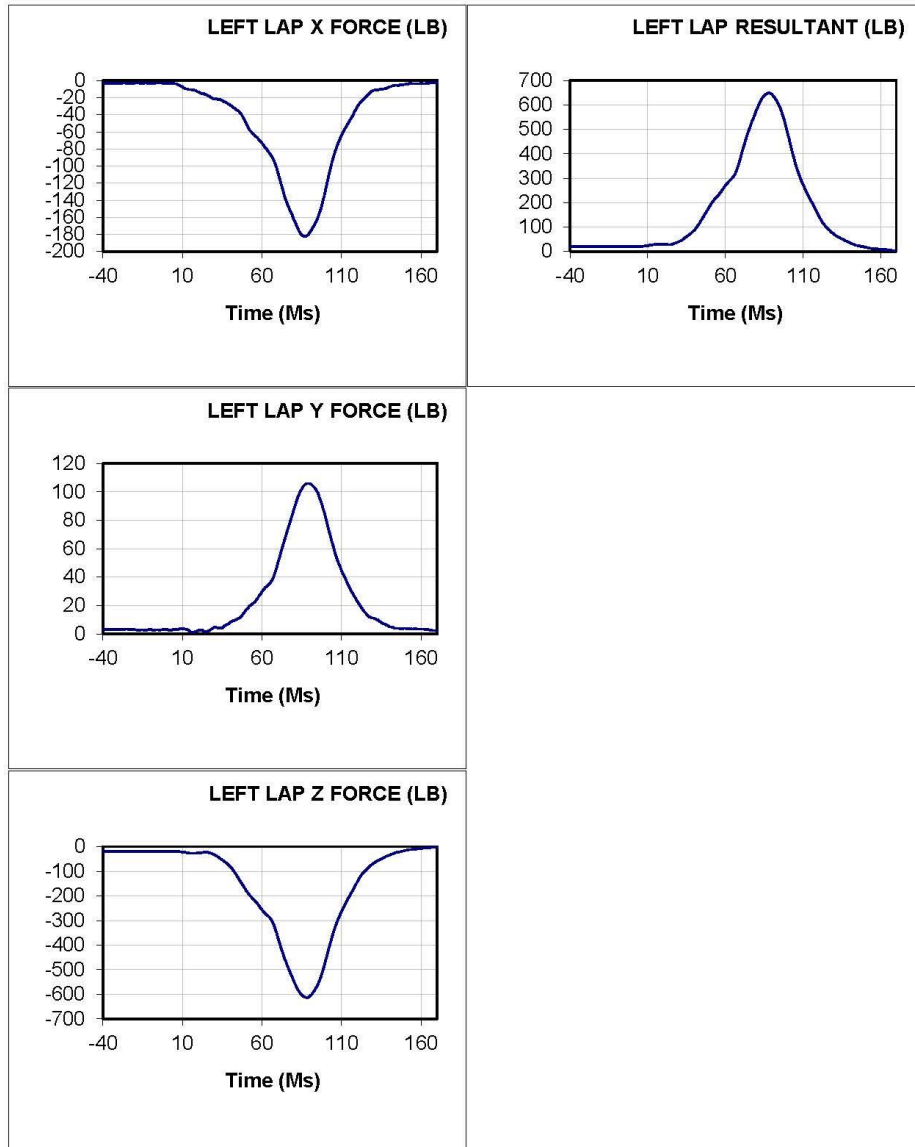 LEFT LAP X FORCE (LB)
0
-20
-40
-60
-80
-100
-120
-140
-160
-180
-200
-40 10 60 110 160
Time (Ms)
LEFT LAP RESULTANT (LB)
700
600
500
400
300
200
100
0
-40 10 60 110 160
Time (Ms)
LEFT LAP Y FORCE (LB)
120
100
80
60
40
20
0
-40 10 60 110 160
Time (Ms)
LEFT LAP Z FORCE (LB)
0
-100
-200
-300
-400
-500
-600
-700
-40 10 60 110 160
Time (Ms)